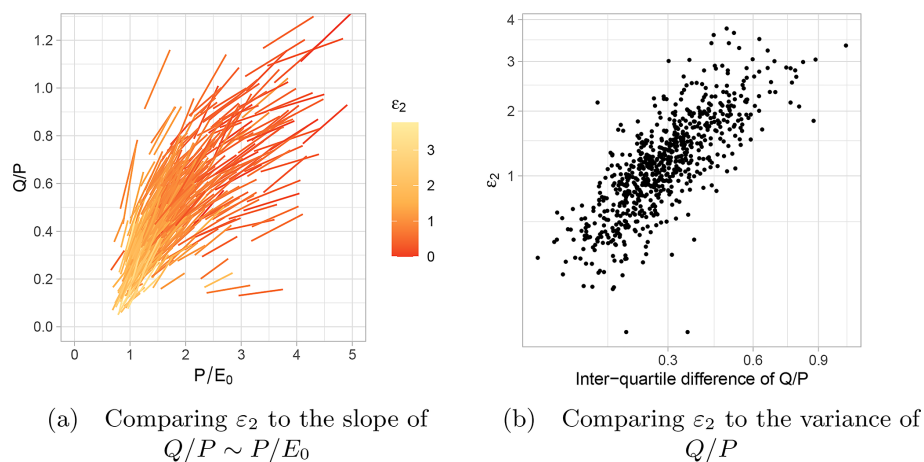 1.2
1.0
0.8
0.6
0.4
0.2
0.0
Q/P
0 1 2 3 4 5
P/E₀
ε₂
3
2
1
0
(a) Comparing ε₂ to the slope of
Q/P ∼ P/E₀
4
3
2
1
ε₂
0.3 0.6 0.9
Inter−quartile difference of Q/P
(b) Comparing ε₂ to the variance of
Q/P